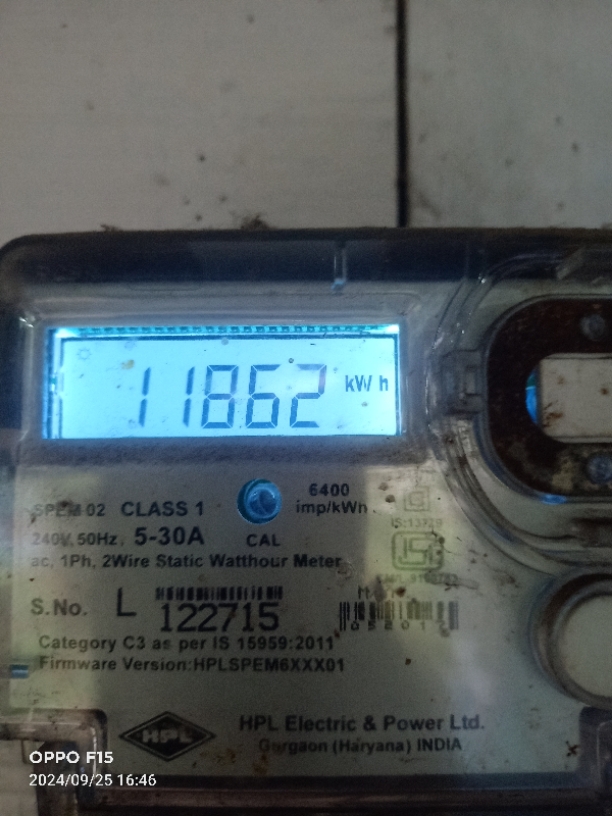 11862 kWh
SPEM 02 CLASS 1
6400
imp/kWh
240V, 50Hz, 5-30A
CAL
ac, 1Ph, 2Wire Static Watthour Meter
S.No. L 122715
Category C3 as per IS 15959:2011
Firmware Version:HPLSPEM6XXX01
HPL
HPL Electric & Power Ltd.
Gurgaon (Haryana) INDIA
OPPO F15
2024/09/25 16:46